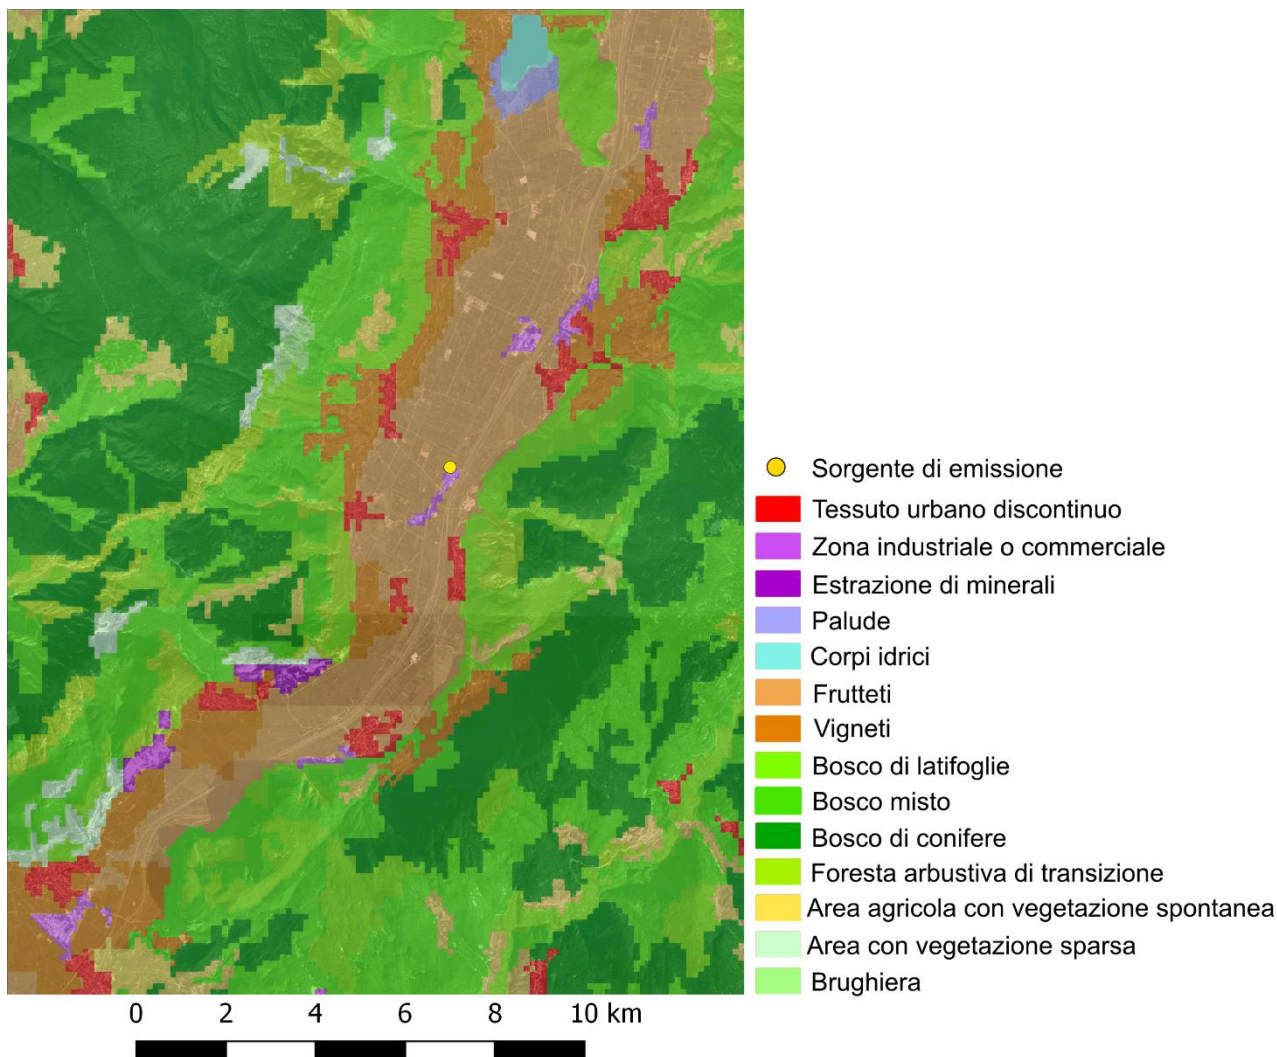 Sorgente di emissione
Tessuto urbano discontinuo
Zona industriale o commerciale
Estrazione di minerali
Palude
Corpi idrici
Frutteti
Vigneti
Bosco di latifoglie
Bosco misto
Bosco di conifere
Foresta arbustiva di transizione
Area agricola con vegetazione spontanea
Area con vegetazione sparsa
Brughiera
0 2 4 6 8 10 km